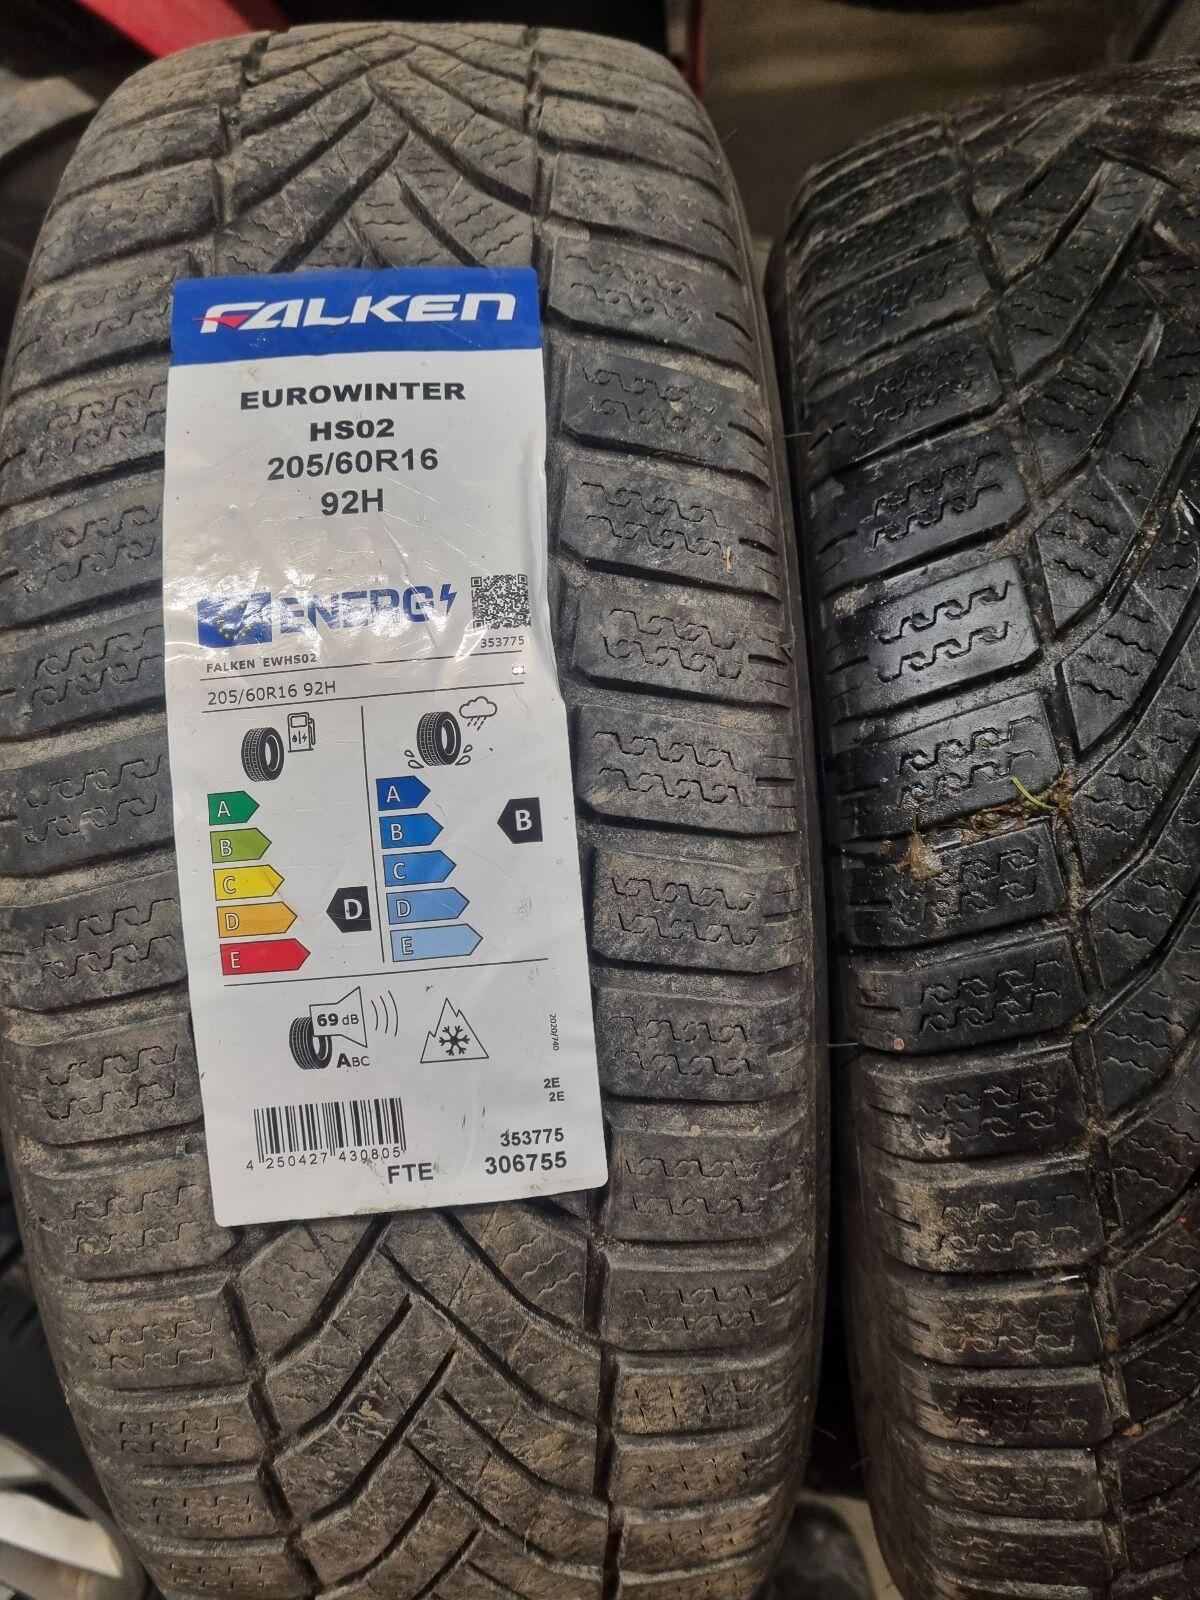 FALKEN
EUROWINTER
HS02
205/60R16
92H
ENERG
353775
FALKEN EWHS02
205/60R16 92H
C1
A
B
C
D
E
D
A
B
C
D
E
B
69 dB
ABC
2020/740
2E
2E
4 250427 430805
FTE
353775
306755